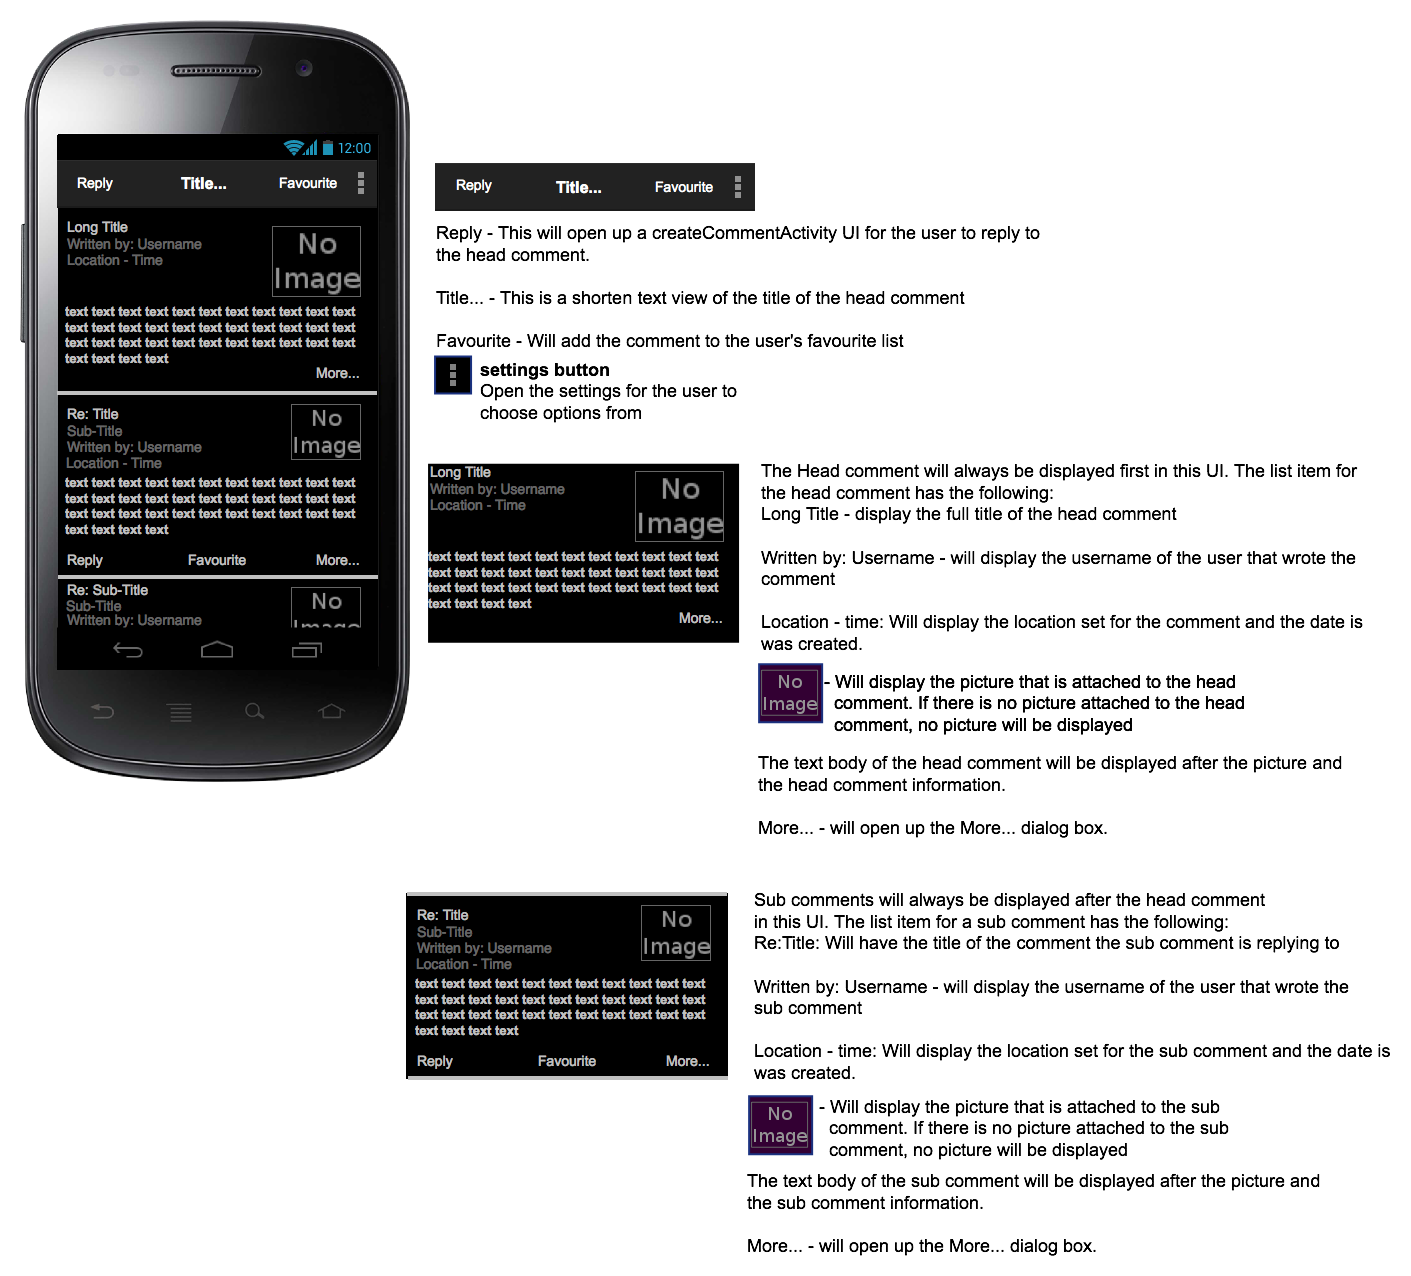 12:00
Reply Title... Favourite
Long Title
Written by: Username
Location - Time
No
Image
text text text text text text text text text text text
text text text text text text text text text text text
text text text text text text text text text text text
text text text text
More...
Re: Title
Sub-Title
Written by: Username
Location - Time
No
Image
text text text text text text text text text text text
text text text text text text text text text text text
text text text text text text text text text text text
text text text text
Reply Favourite More...
Re: Sub-Title
Sub-Title
Written by: Username
No
Image
Reply Title... Favourite
Reply - This will open up a createCommentActivity UI for the user to reply to
the head comment.
Title... - This is a shorten text view of the title of the head comment
Favourite - Will add the comment to the user's favourite list
settings button
Open the settings for the user to
choose options from
Long Title
Written by: Username
Location - Time
No
Image
text text text text text text text text text text text
text text text text text text text text text text text
text text text text text text text text text text text
text text text text
More...
The Head comment will always be displayed first in this UI. The list item for
the head comment has the following:
Long Title - display the full title of the head comment
Written by: Username - will display the username of the user that wrote the
comment
Location - time: Will display the location set for the comment and the date is
was created.
No
Image
- Will display the picture that is attached to the head
comment. If there is no picture attached to the head
comment, no picture will be displayed
The text body of the head comment will be displayed after the picture and
the head comment information.
More... - will open up the More... dialog box.
Re: Title
Sub-Title
Written by: Username
Location - Time
No
Image
text text text text text text text text text text text
text text text text text text text text text text text
text text text text text text text text text text text
text text text text
Reply Favourite More...
Sub comments will always be displayed after the head comment
in this UI. The list item for a sub comment has the following:
Re:Title: Will have the title of the comment the sub comment is replying to
Written by: Username - will display the username of the user that wrote the
sub comment
Location - time: Will display the location set for the sub comment and the date is
was created.
No
Image
- Will display the picture that is attached to the sub
comment. If there is no picture attached to the sub
comment, no picture will be displayed
The text body of the sub comment will be displayed after the picture and
the sub comment information.
More... - will open up the More... dialog box.